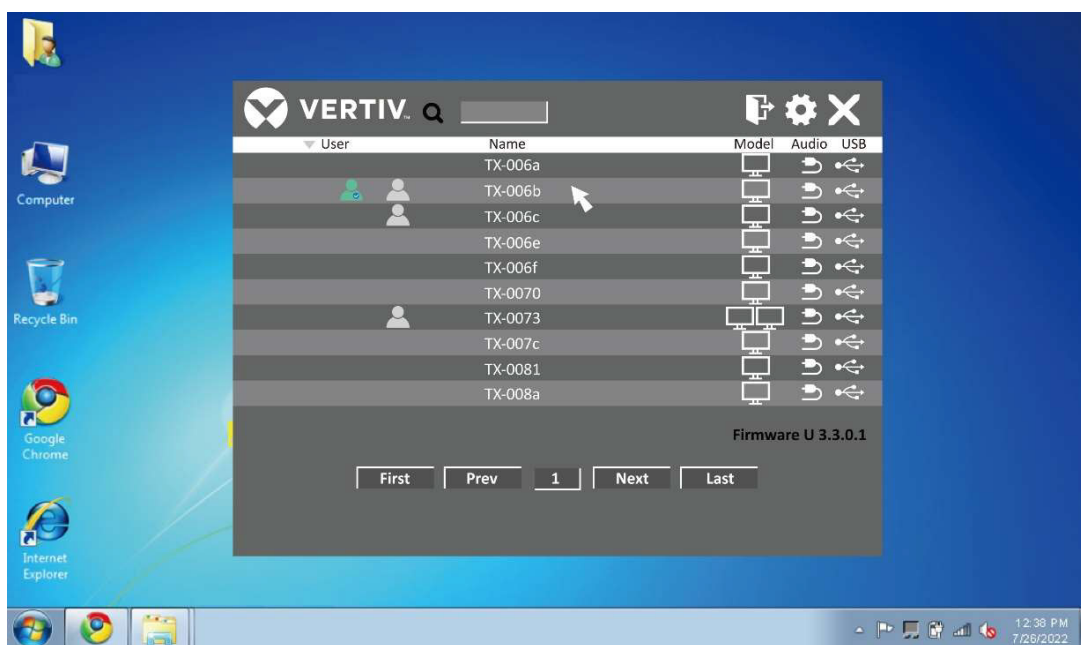 VERTIV™
User Name Model Audio USB
TX-006a
Computer
TX-006b
TX-006c
TX-006e
TX-006f
TX-0070
Recycle Bin
TX-0073
TX-007c
TX-0081
TX-008a
Google
Chrome
Firmware U 3.3.0.1
First Prev 1 Next Last
Internet
Explorer
12:38 PM
7/26/2022